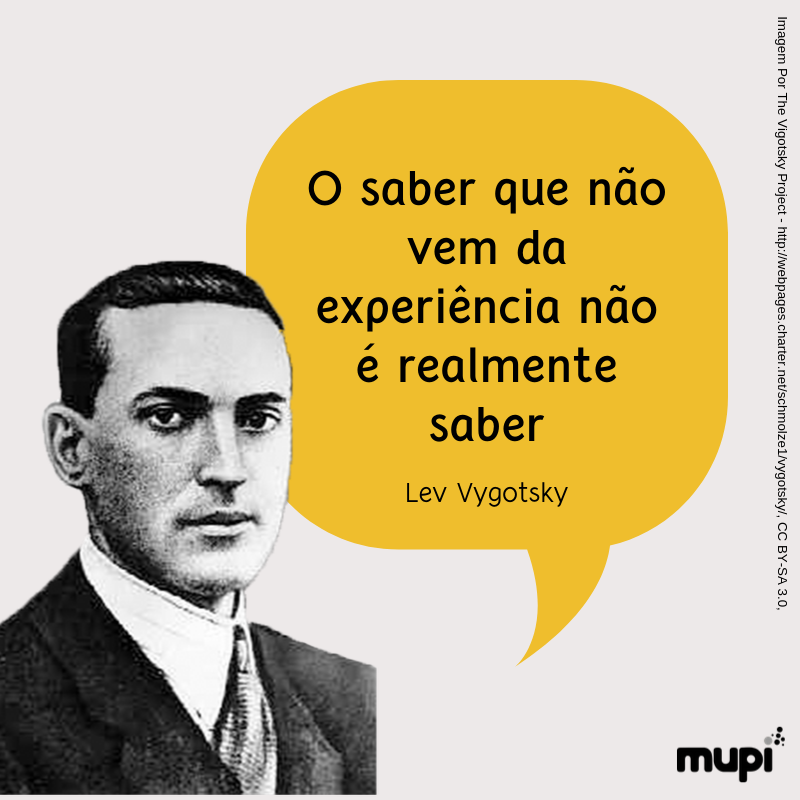 O saber que não
vem da
experiência não
é realmente
saber
Lev Vygotsky
Imagem Por The Vigotsky Project - http://webpages.charter.net/schmolze1/vygotsky/, CC BY-SA 3.0,
mupi